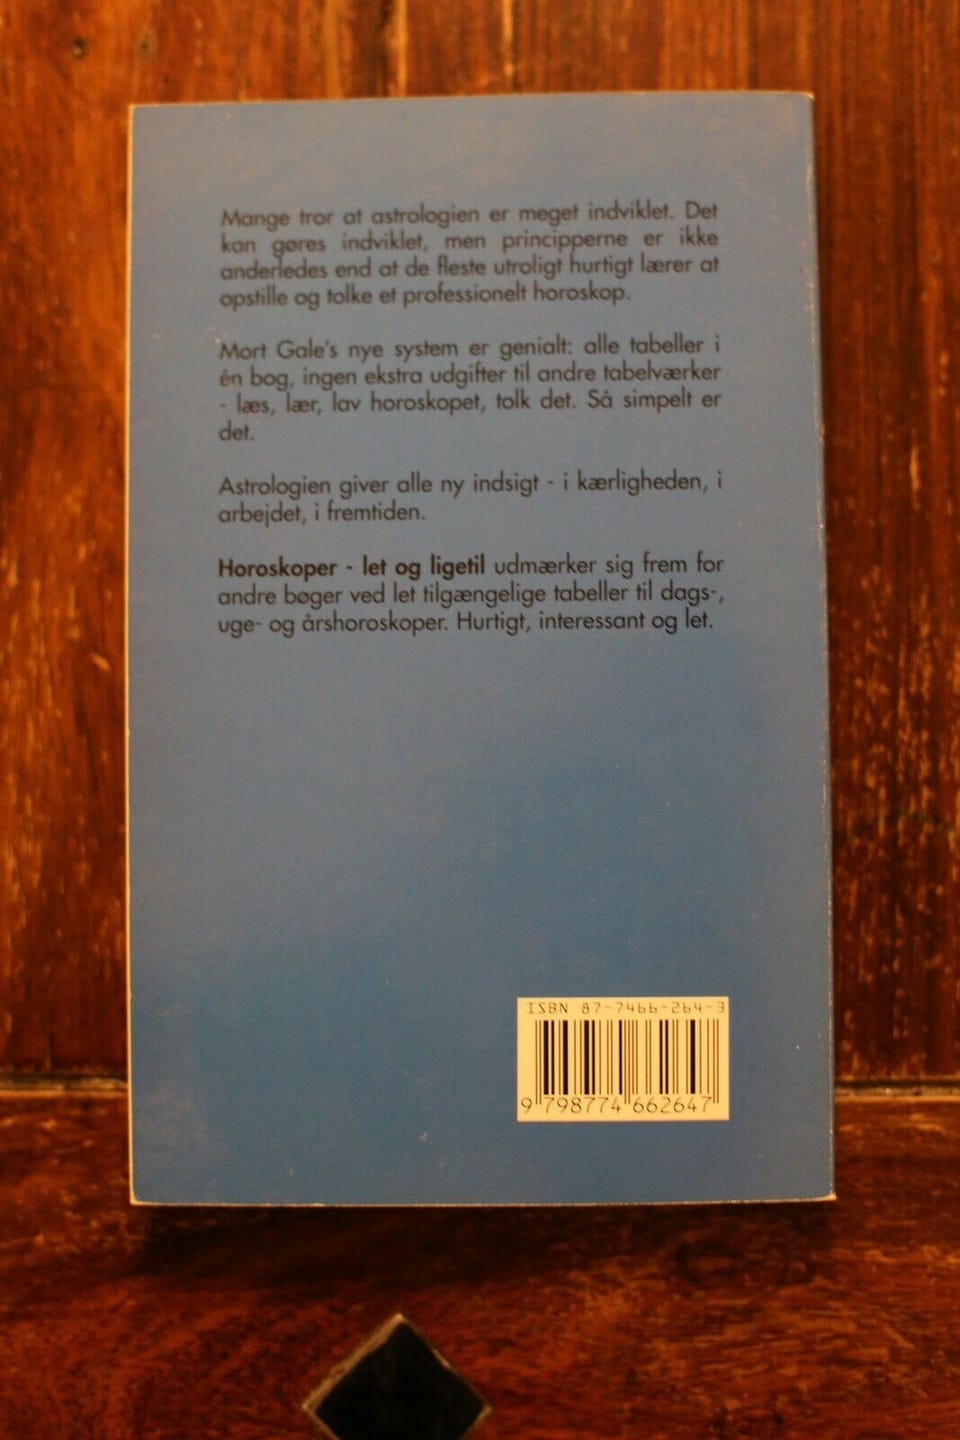 Mange tror at astrologien er meget indviklet. Det
kan gøres indviklet, men principperne er ikke
anderledes end at de fleste utroligt hurtigt lærer at
opstille og tolke et professionelt horoskop.
Mort Gale's nye system er genialt: alle tabeller i
én bog, ingen ekstra udgifter til andre tabelværker
- læs, lær, lav horoskopet, tolk det. Så simpelt er
det.
Astrologien giver alle ny indsigt - i kærligheden, i
arbejdet, i fremtiden.
Horoskoper - let og ligetil udmærker sig frem for
andre bøger ved let tilgængelige tabeller til dags-,
uge- og årshoroskoper. Hurtigt, interessant og let.
ISBN 87-7466-264-3
9 798774 662647